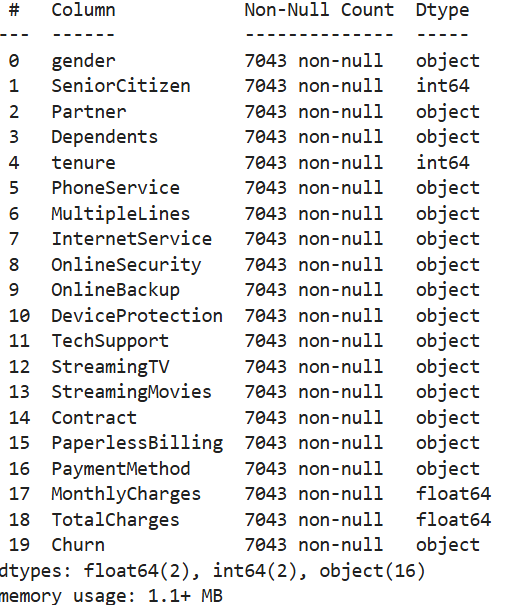 #   Column            Non-Null Count  Dtype
---  ------            --------------  -----
0   gender            7043 non-null   object
1   SeniorCitizen     7043 non-null   int64
2   Partner           7043 non-null   object
3   Dependents        7043 non-null   object
4   tenure            7043 non-null   int64
5   PhoneService      7043 non-null   object
6   MultipleLines     7043 non-null   object
7   InternetService   7043 non-null   object
8   OnlineSecurity    7043 non-null   object
9   OnlineBackup      7043 non-null   object
10  DeviceProtection  7043 non-null   object
11  TechSupport       7043 non-null   object
12  StreamingTV       7043 non-null   object
13  StreamingMovies   7043 non-null   object
14  Contract          7043 non-null   object
15  PaperlessBilling  7043 non-null   object
16  PaymentMethod     7043 non-null   object
17  MonthlyCharges    7043 non-null   float64
18  TotalCharges      7043 non-null   float64
19  Churn             7043 non-null   object
dtypes: float64(2), int64(2), object(16)
memory usage: 1.1+ MB